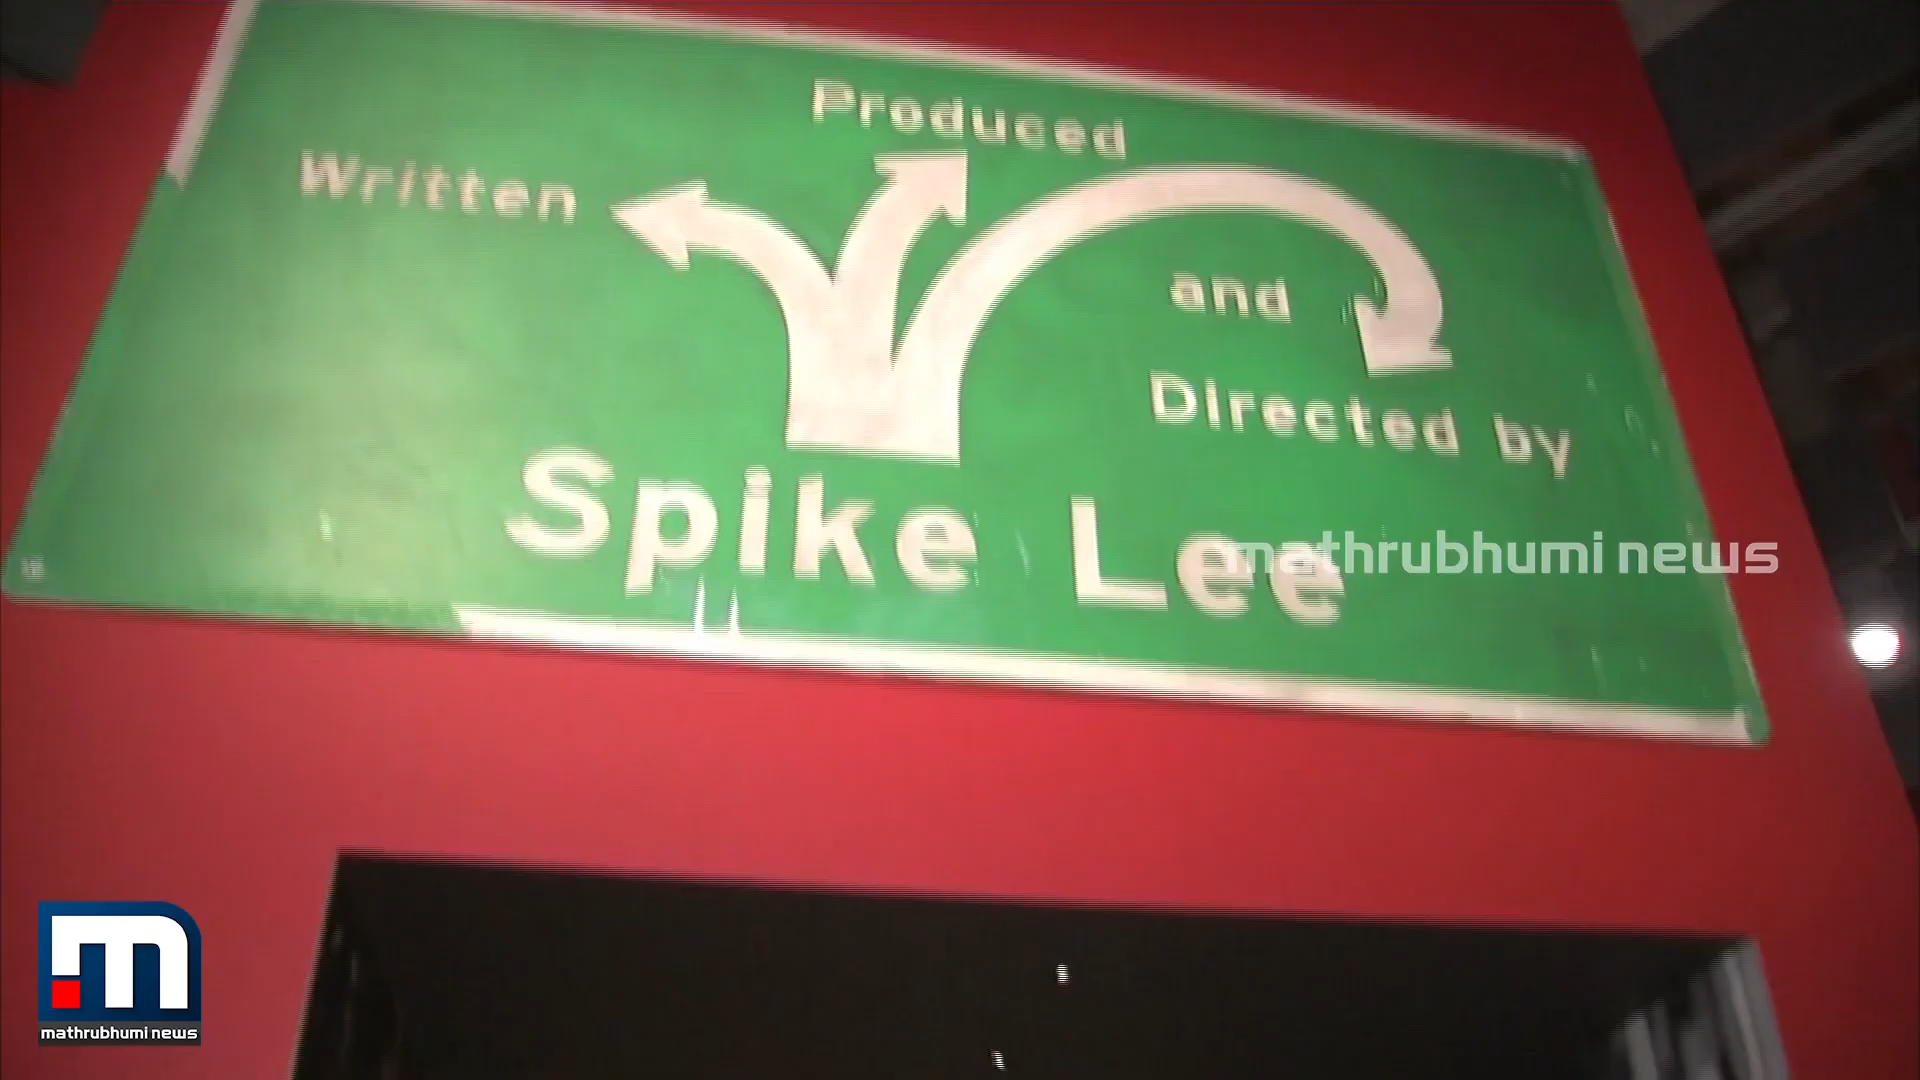 Produced
Written
and
Directed by
Spike Lee
mathrubhumi news
mathrubhumi news